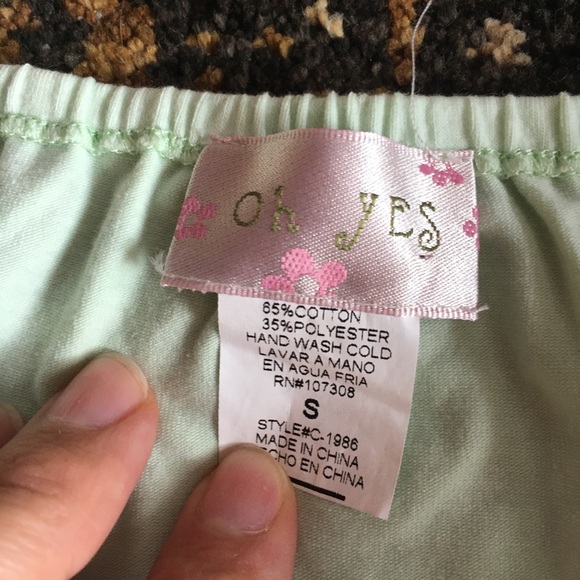 oh yes
65%COTTON
35%POLYESTER
HAND WASH COLD
LAVAR A MANO
EN AGUA FRIA
RN#107308
S
STYLE#C-1986
MADE IN CHINA
ECHO EN CHINA